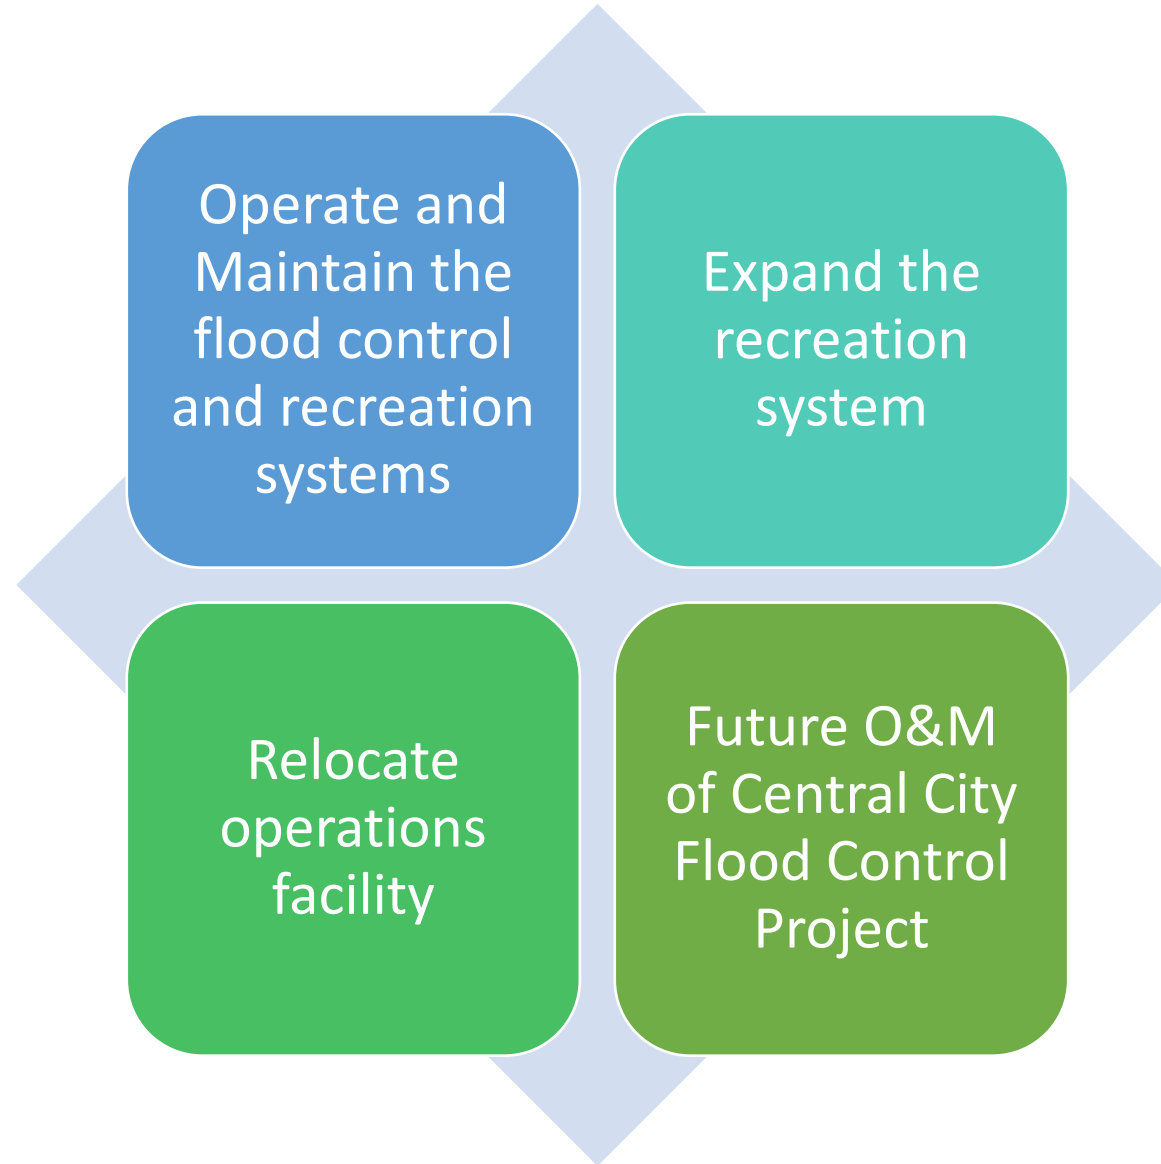 Operate and
Maintain the
flood control
and recreation
systems
Expand the
recreation
system
Relocate
operations
facility
Future O&M
of Central City
Flood Control
Project